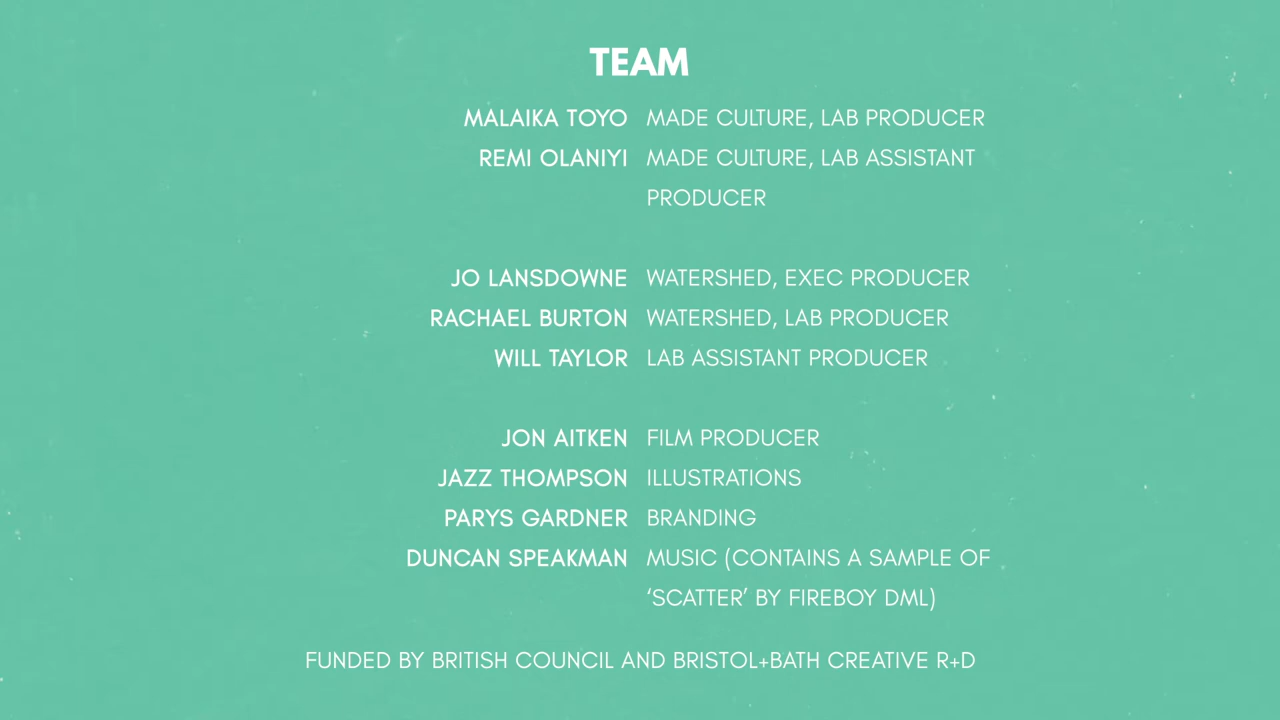 TEAM
MALAIKA TOYO MADE CULTURE, LAB PRODUCER
REMI OLANIYI MADE CULTURE, LAB ASSISTANT
PRODUCER
JO LANSDOWNE WATERSHED, EXEC PRODUCER
RACHAEL BURTON WATERSHED, LAB PRODUCER
WILL TAYLOR LAB ASSISTANT PRODUCER
JON AITKEN FILM PRODUCER
JAZZ THOMPSON ILLUSTRATIONS
PARYS GARDNER BRANDING
DUNCAN SPEAKMAN MUSIC (CONTAINS A SAMPLE OF
‘SCATTER’ BY FIREBOY DML)
FUNDED BY BRITISH COUNCIL AND BRISTOL+BATH CREATIVE R+D